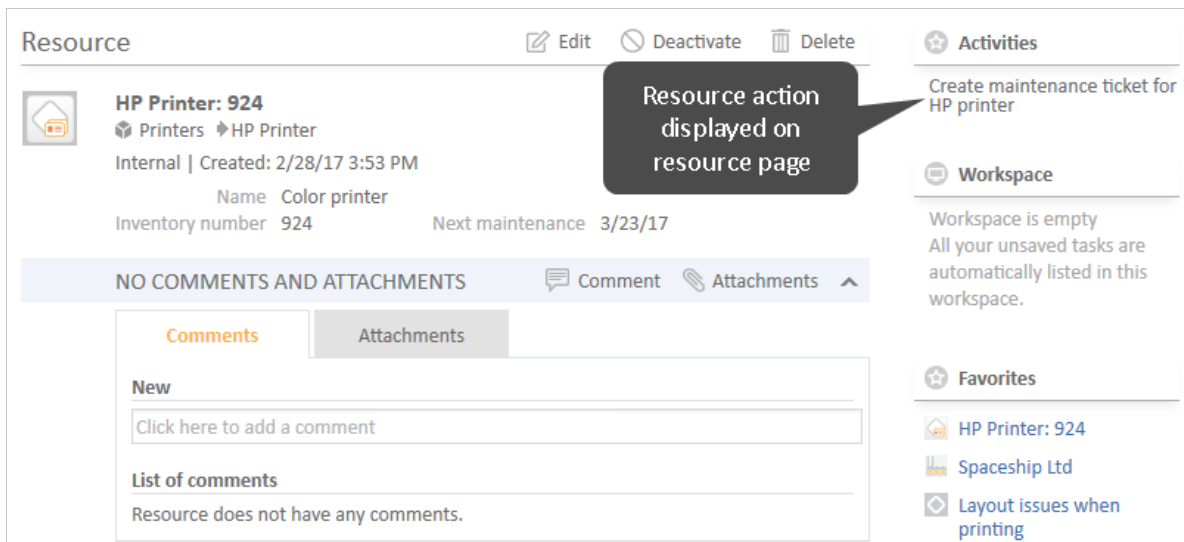 Resource
Edit
Deactivate
Delete
HP Printer: 924
Printers HP Printer
Internal | Created: 2/28/17 3:53 PM
Name Color printer
Inventory number 924 Next maintenance 3/23/17
Resource action
displayed on
resource page
NO COMMENTS AND ATTACHMENTS
Comment
Attachments
Comments
Attachments
New
Click here to add a comment
List of comments
Resource does not have any comments.
Activities
Create maintenance ticket for
HP printer
Workspace
Workspace is empty
All your unsaved tasks are
automatically listed in this
workspace.
Favorites
HP Printer: 924
Spaceship Ltd
Layout issues when
printing